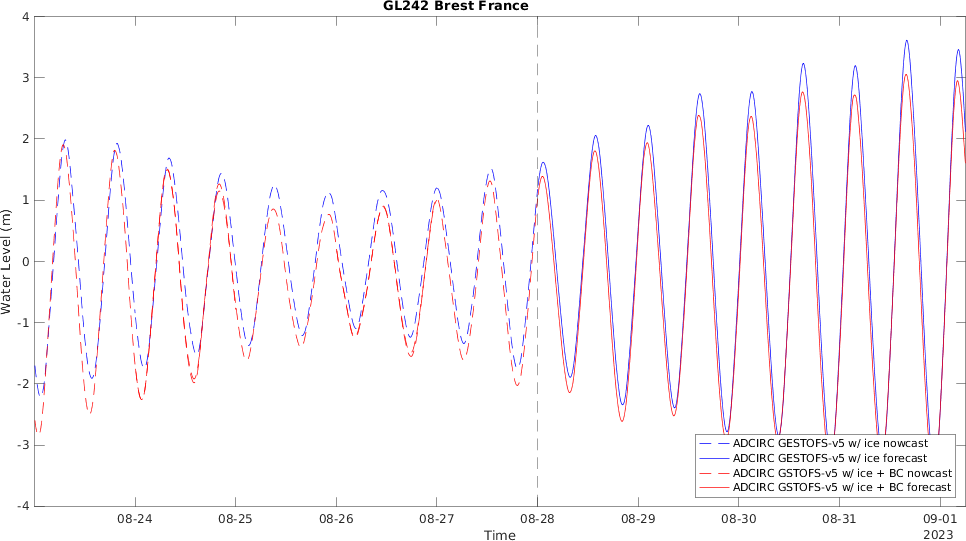 GL242 Brest France
4
3
2
1
0
-1
-2
-3
-4
Water Level (m)
08-24 08-25 08-26 08-27 08-28 08-29 08-30 08-31 09-01
2023
Time
ADCIRC GESTOFS-v5 w/ ice nowcast
ADCIRC GESTOFS-v5 w/ ice forecast
ADCIRC GSTOFS-v5 w/ ice + BC nowcast
ADCIRC GSTOFS-v5 w/ ice + BC forecast